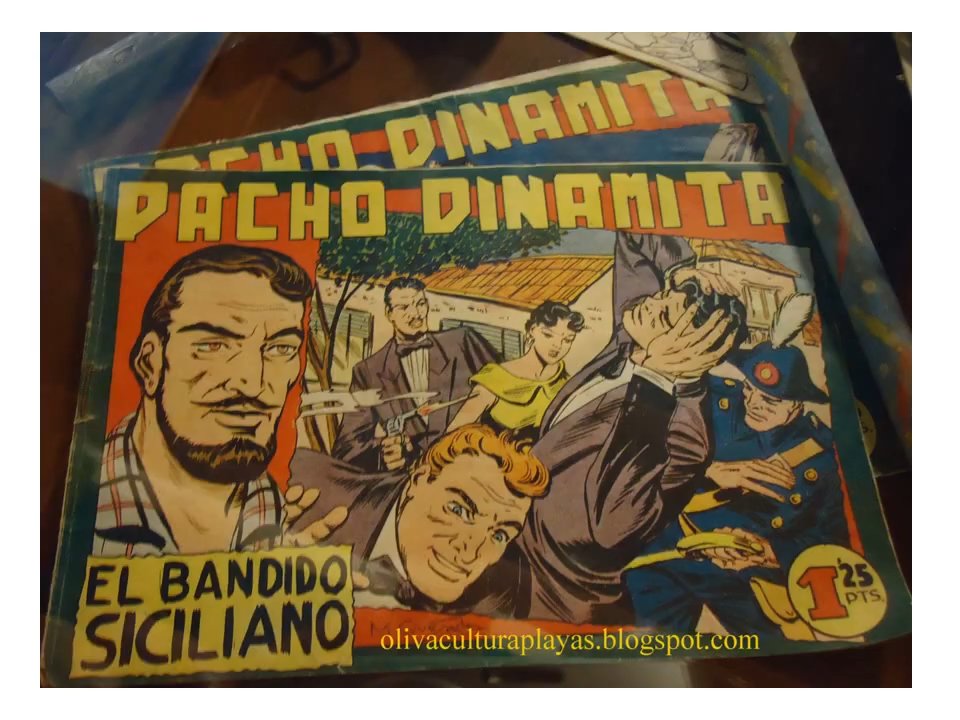 PACHO DINAMITA
PACHO DINAMITA
EL BANDIDO
SICILIANO
1'25
PTS.
olivaculturaplayas.blogspot.com